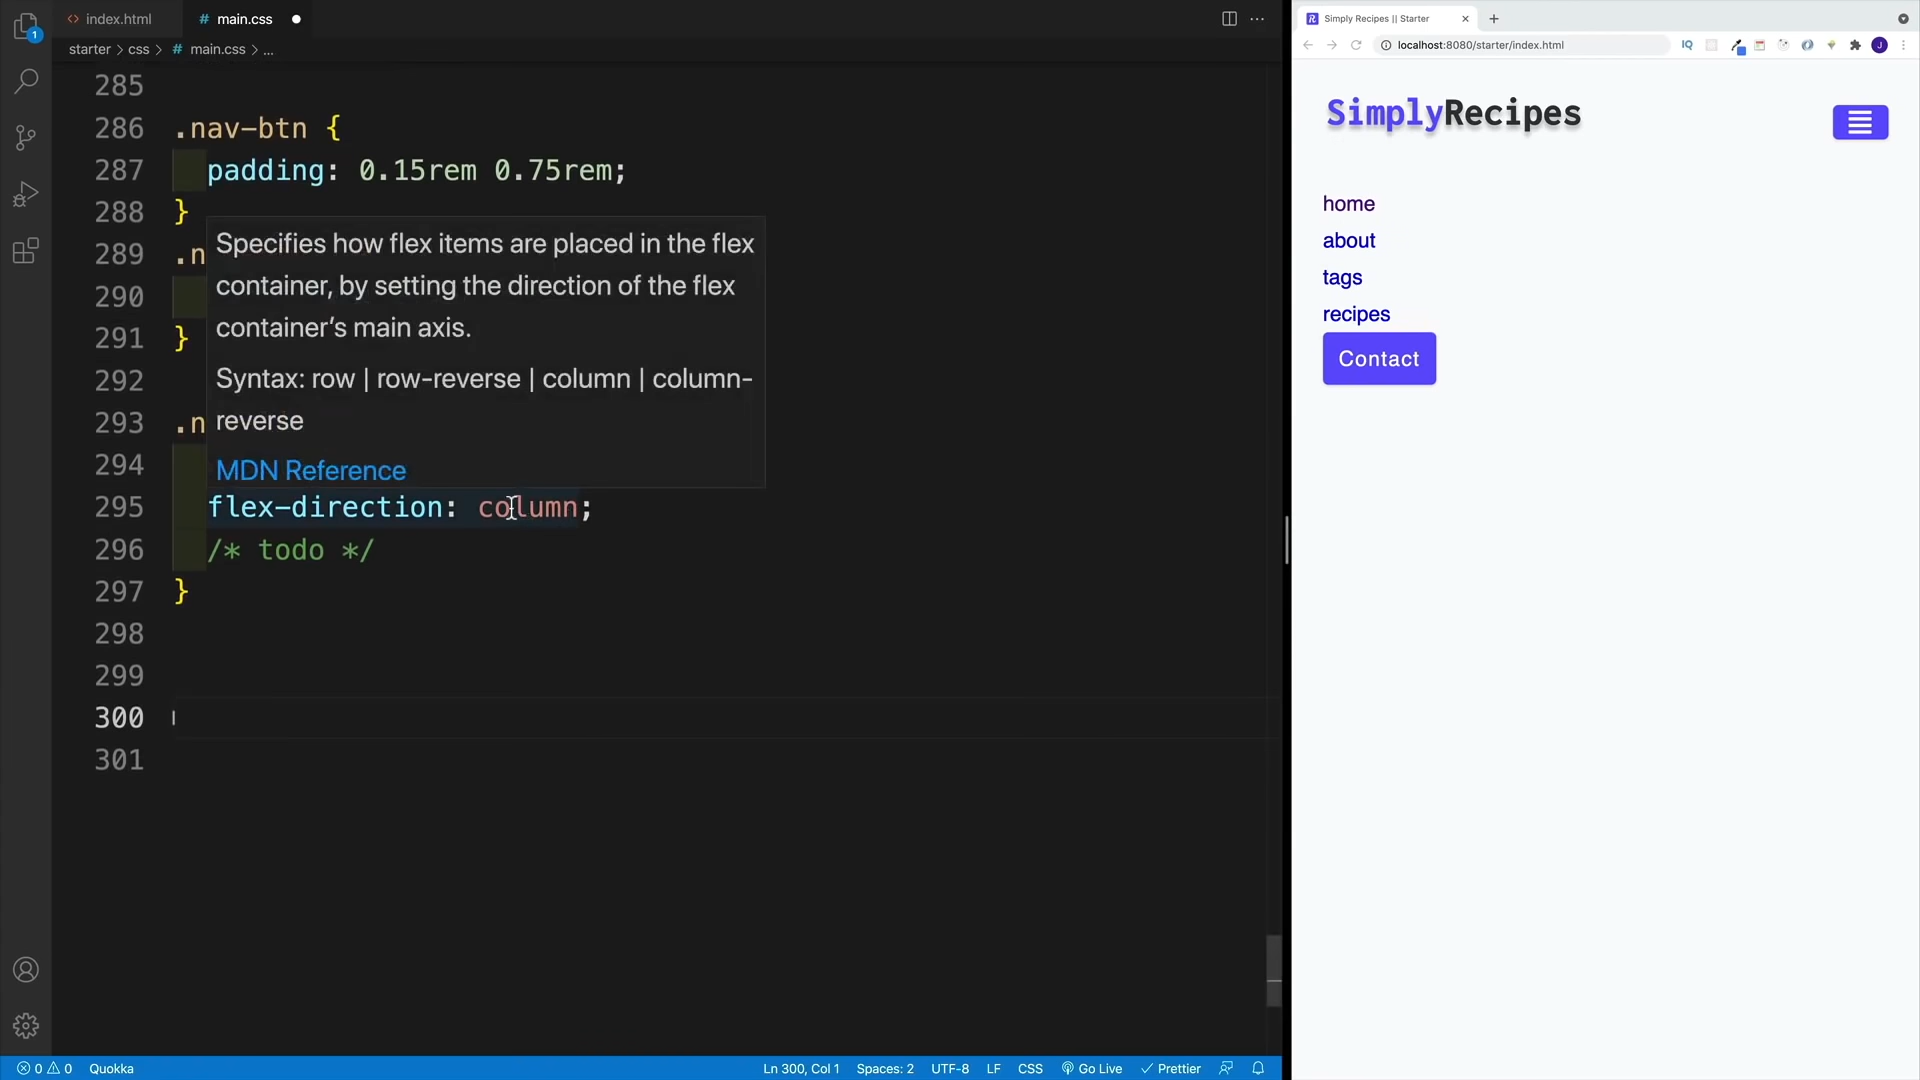 index.html
# main.css
starter > css > # main.css > ...
285
286 .nav-btn {
287 padding: 0.15rem 0.75rem;
288 }
289 .n
290
291 }
292
293 .n
294
295 flex-direction: column;
296 /* todo */
297 }
298
299
300
301
Specifies how flex items are placed in the flex
container, by setting the direction of the flex
container's main axis.
Syntax: row | row-reverse | column | column-
reverse
MDN Reference
1
0 0 Quokka Ln 300, Col 1 Spaces: 2 UTF-8 LF CSS Go Live Prettier
Simply Recipes || Starter
localhost:8080/starter/index.html
IQ
J
SimplyRecipes
home
about
tags
recipes
Contact